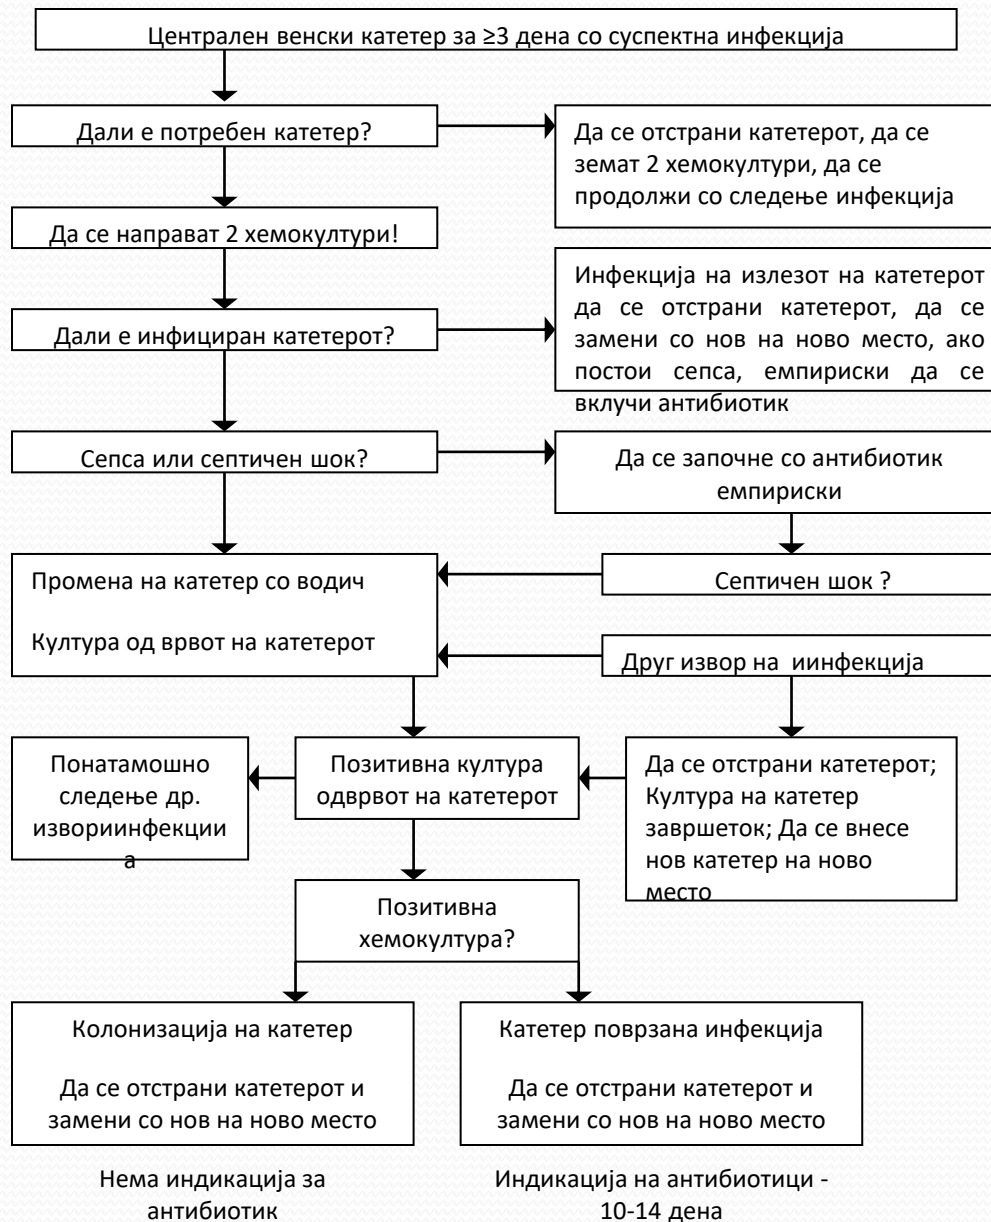 Централен венски катетер за ≥3 дена со суспектна инфекција
Дали е потребен катетер?
Да се отстрани катетерот, да се
земат 2 хемокултури, да се
продолжи со следење инфекција
Да се направат 2 хемокултури!
Инфекција на излезот на катетерот
да се отстрани катетерот, да се
замени со нов на ново место, ако
постои сепса, емпириски да се
вклучи антибиотик
Дали е инфициран катетерот?
Сепса или септичен шок?
Да се започне со антибиотик
емпириски
Промена на катетер со водич
Култура од врвот на катетерот
Септичен шок ?
Друг извор на иинфекција
Понатамошно
следење др.
извориинфекции
а
Позитивна култура
одврвот на катетерот
Да се отстрани катетерот;
Култура на катетер
завршеток; Да се внесе
нов катетер на ново
место
Позитивна
хемокултура?
Колонизација на катетер
Да се отстрани катетерот и
замени со нов на ново место
Катетер поврзана инфекција
Да се отстрани катетерот и
замени со нов на ново место
Нема индикација за
антибиотик
Индикација на антибиотици -
10-14 дена